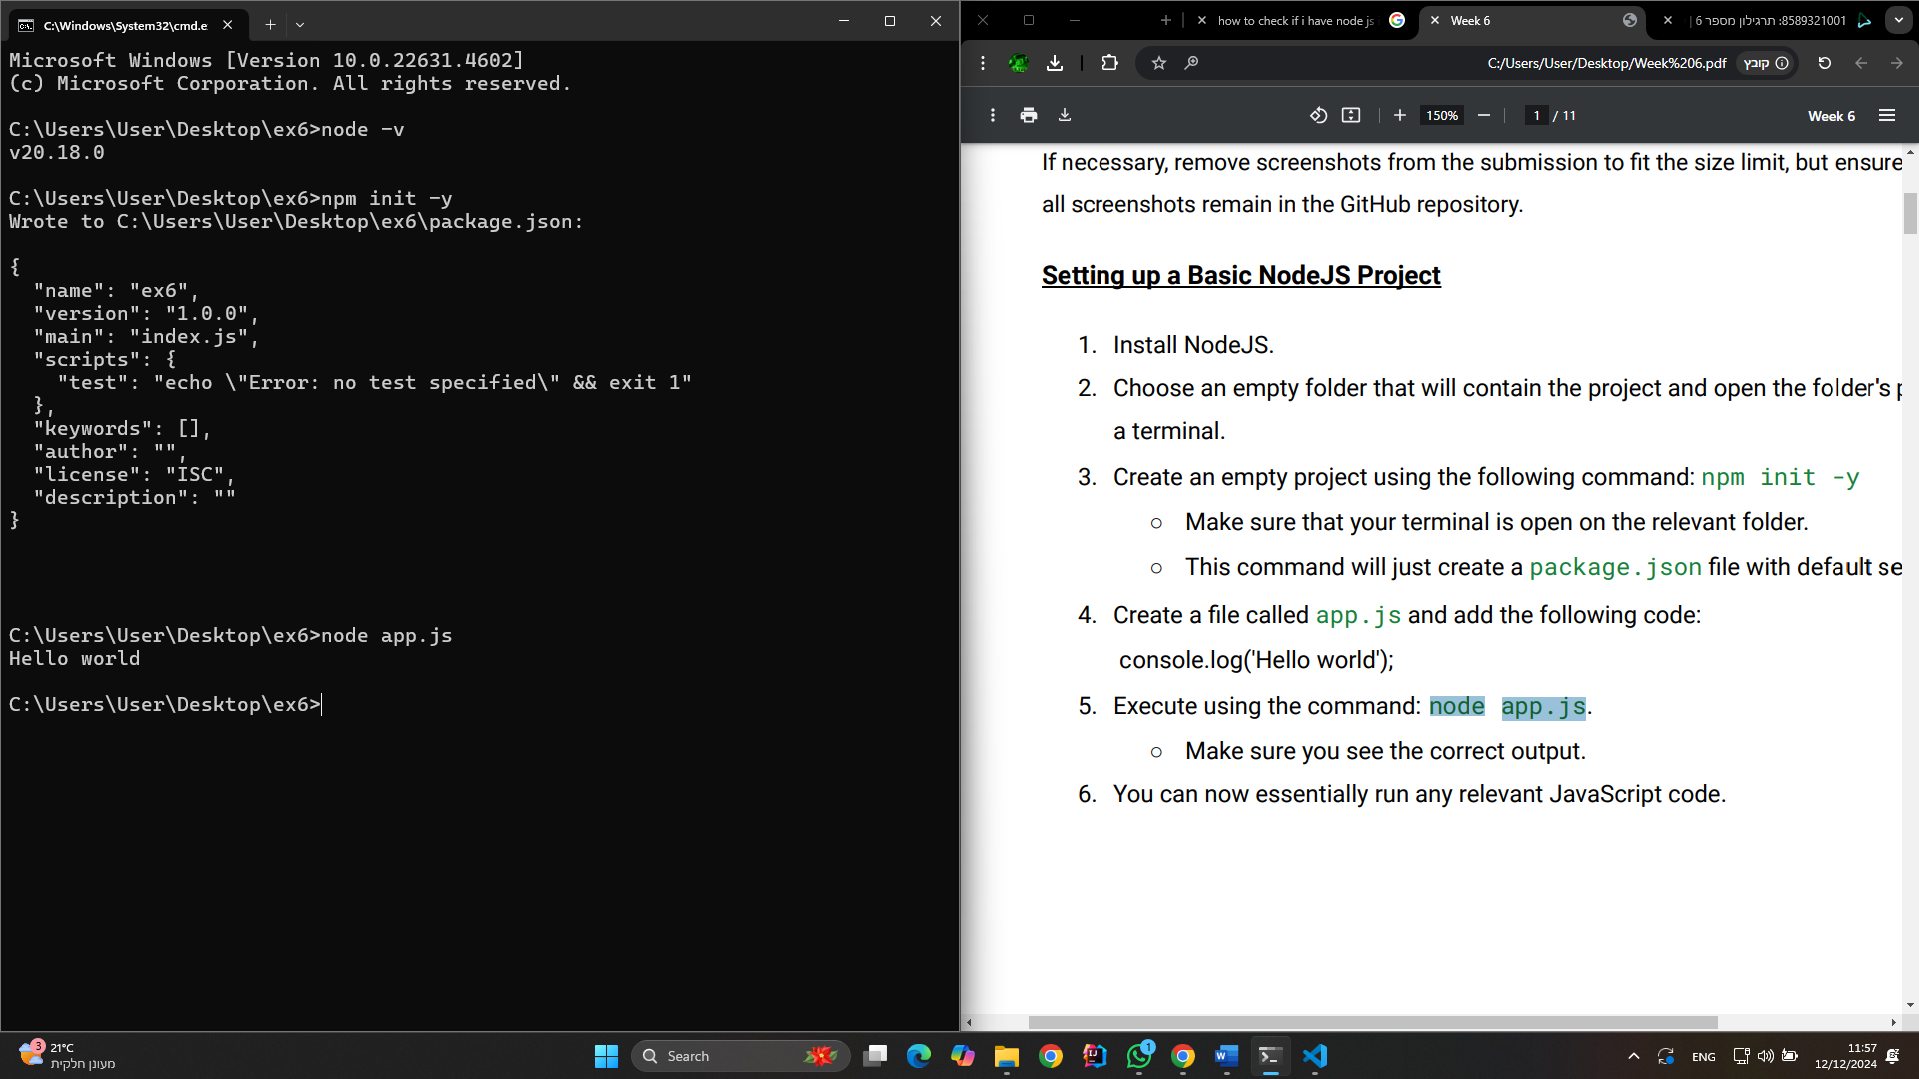 C:\Windows\System32\cmd.e
Microsoft Windows [Version 10.0.22631.4602]
(c) Microsoft Corporation. All rights reserved.
C:\Users\User\Desktop\ex6>node -v
v20.18.0
C:\Users\User\Desktop\ex6>npm init -y
Wrote to C:\Users\User\Desktop\ex6\package.json:
{
  "name": "ex6",
  "version": "1.0.0",
  "main": "index.js",
  "scripts": {
    "test": "echo \"Error: no test specified\" && exit 1"
  },
  "keywords": [],
  "author": "",
  "license": "ISC",
  "description": ""
}
C:\Users\User\Desktop\ex6>node app.js
Hello world
C:\Users\User\Desktop\ex6>
how to check if i have node js
Week 6
8589321001: תרגילון מספר 6 |
C:/Users/User/Desktop/Week%206.pdf
קובץ
150%
1 / 11
Week 6
If necessary, remove screenshots from the submission to fit the size limit, but ensure
all screenshots remain in the GitHub repository.
Setting up a Basic NodeJS Project
1. Install NodeJS.
2. Choose an empty folder that will contain the project and open the folder's p
a terminal.
3. Create an empty project using the following command: npm init -y
○ Make sure that your terminal is open on the relevant folder.
○ This command will just create a package.json file with default se
4. Create a file called app.js and add the following code:
console.log('Hello world');
5. Execute using the command: node app.js.
○ Make sure you see the correct output.
6. You can now essentially run any relevant JavaScript code.
3
21°C
מעונן חלקית
Search
1
ENG
11:57
12/12/2024